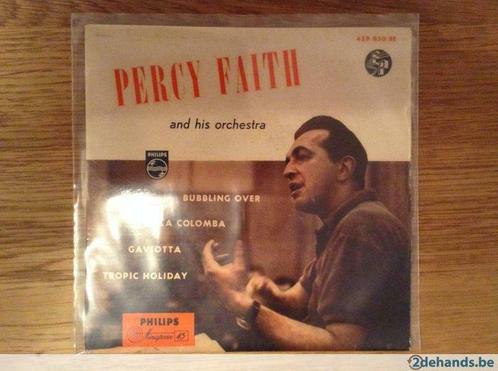 429 050 BE
PERCY FAITH
and his orchestra
PHILIPS
BUBBLING OVER
LA COLOMBA
GAVIOTTA
TROPIC HOLIDAY
PHILIPS
Minigroove 45
2dehands.be